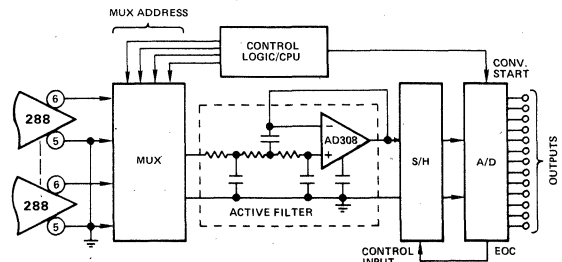 MUX ADDRESS
CONTROL
LOGIC/CPU
CONV.
START
6
288
5
6
288
5
MUX
−
AD308
+
ACTIVE FILTER
S/H
A/D
OUTPUTS
CONTROL
INPUT
EOC